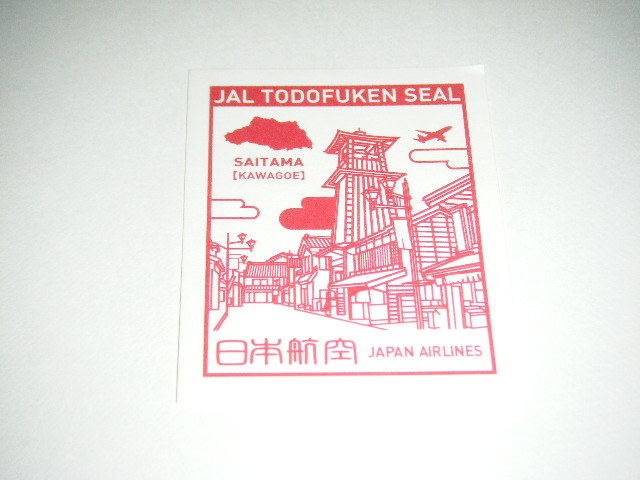 JAL TODOFUKEN SEAL
SAITAMA
[KAWAGOE]
日本航空 JAPAN AIRLINES